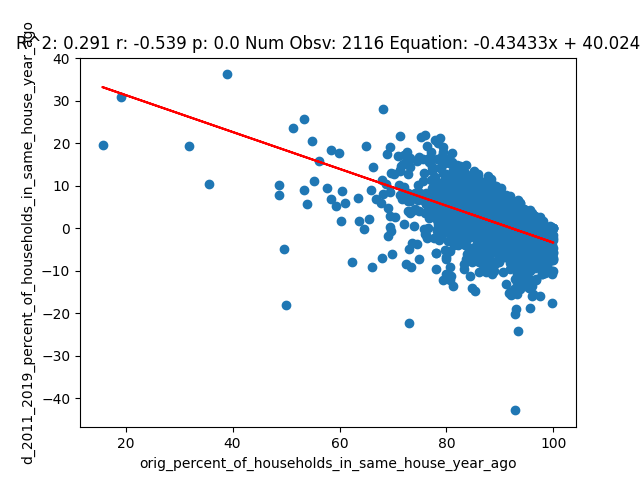 R^2: 0.291 r: -0.539 p: 0.0 Num Obsv: 2116 Equation: -0.43433x + 40.024
d_2011_2019_percent_of_households_in_same_house_year_ago
40
30
20
10
0
−10
−20
−30
−40
20 40 60 80 100
orig_percent_of_households_in_same_house_year_ago